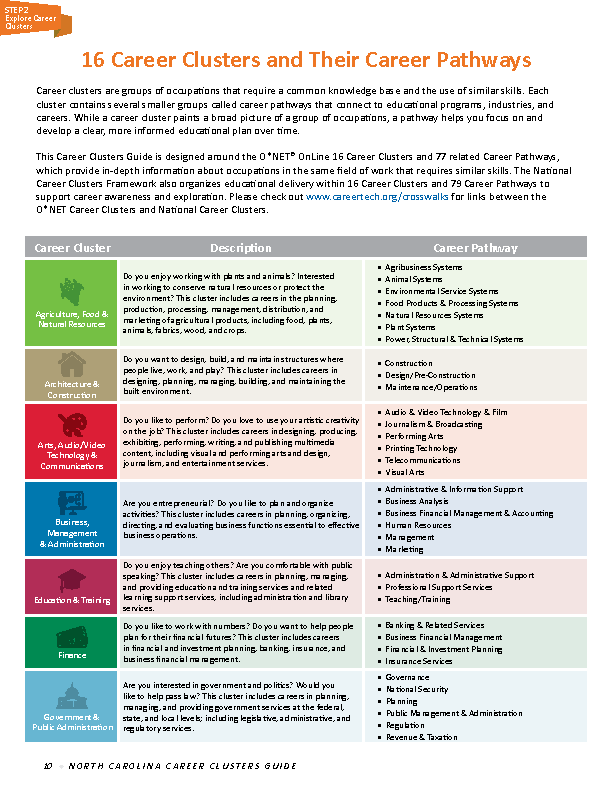 STEP 2
Explore Career
Clusters
16 Career Clusters and Their Career Pathways
Career clusters are groups of occupations that require a common knowledge base and the use of similar skills. Each
cluster contains several smaller groups called career pathways that connect to educational programs, industries, and
careers. While a career cluster paints a broad picture of a group of occupations, a pathway helps you focus on and
develop a clear, more informed educational plan over time.
This Career Clusters Guide is designed around the O*NET® OnLine 16 Career Clusters and 77 related Career Pathways,
which provide in-depth information about occupations in the same field of work that requires similar skills. The National
Career Clusters Framework also organizes educational delivery within 16 Career Clusters and 79 Career Pathways to
support career awareness and exploration. Please check out www.careertech.org/crosswalks for links between the
O*NET Career Clusters and National Career Clusters.
Career Cluster Description Career Pathway
Agriculture, Food &
Natural Resources
Do you enjoy working with plants and animals? Interested
in working to conserve natural resources or protect the
environment? This cluster includes careers in the planning,
production, processing, management, distribution, and
marketing of agricultural products, including food, plants,
animals, fabrics, wood, and crops.
• Agribusiness Systems
• Animal Systems
• Environmental Service Systems
• Food Products & Processing Systems
• Natural Resources Systems
• Plant Systems
• Power, Structural & Technical Systems
Architecture &
Construction
Do you want to design, build, and maintain structures where
people live, work, and play? This cluster includes careers in
designing, planning, managing, building, and maintaining the
built environment.
• Construction
• Design/Pre-Construction
• Maintenance/Operations
Arts, Audio/Video
Technology &
Communications
Do you like to perform? Do you love to use your artistic creativity
on the job? This cluster includes careers in designing, producing,
exhibiting, performing, writing, and publishing multimedia
content, including visual and performing arts and design,
journalism, and entertainment services.
• Audio & Video Technology & Film
• Journalism & Broadcasting
• Performing Arts
• Printing Technology
• Telecommunications
• Visual Arts
Business,
Management
& Administration
Are you entrepreneurial? Do you like to plan and organize
activities? This cluster includes careers in planning, organizing,
directing, and evaluating business functions essential to effective
business operations.
• Administrative & Information Support
• Business Analysis
• Business Financial Management & Accounting
• Human Resources
• Management
• Marketing
Education & Training
Do you enjoy teaching others? Are you comfortable with public
speaking? This cluster includes careers in planning, managing,
and providing education and training services and related
learning support services, including administration and library
services.
• Administration & Administrative Support
• Professional Support Services
• Teaching/Training
Finance
Do you like to work with numbers? Do you want to help people
plan for their financial futures? This cluster includes careers
in financial and investment planning, banking, insurance, and
business financial management.
• Banking & Related Services
• Business Financial Management
• Financial & Investment Planning
• Insurance Services
Government &
Public Administration
Are you interested in government and politics? Would you
like to help pass law? This cluster includes careers in planning,
managing, and providing government services at the federal,
state, and local levels; including legislative, administrative, and
regulatory services.
• Governance
• National Security
• Planning
• Public Management & Administration
• Regulation
• Revenue & Taxation
10 • NORTH CAROLINA CAREER CLUSTERS GUIDE